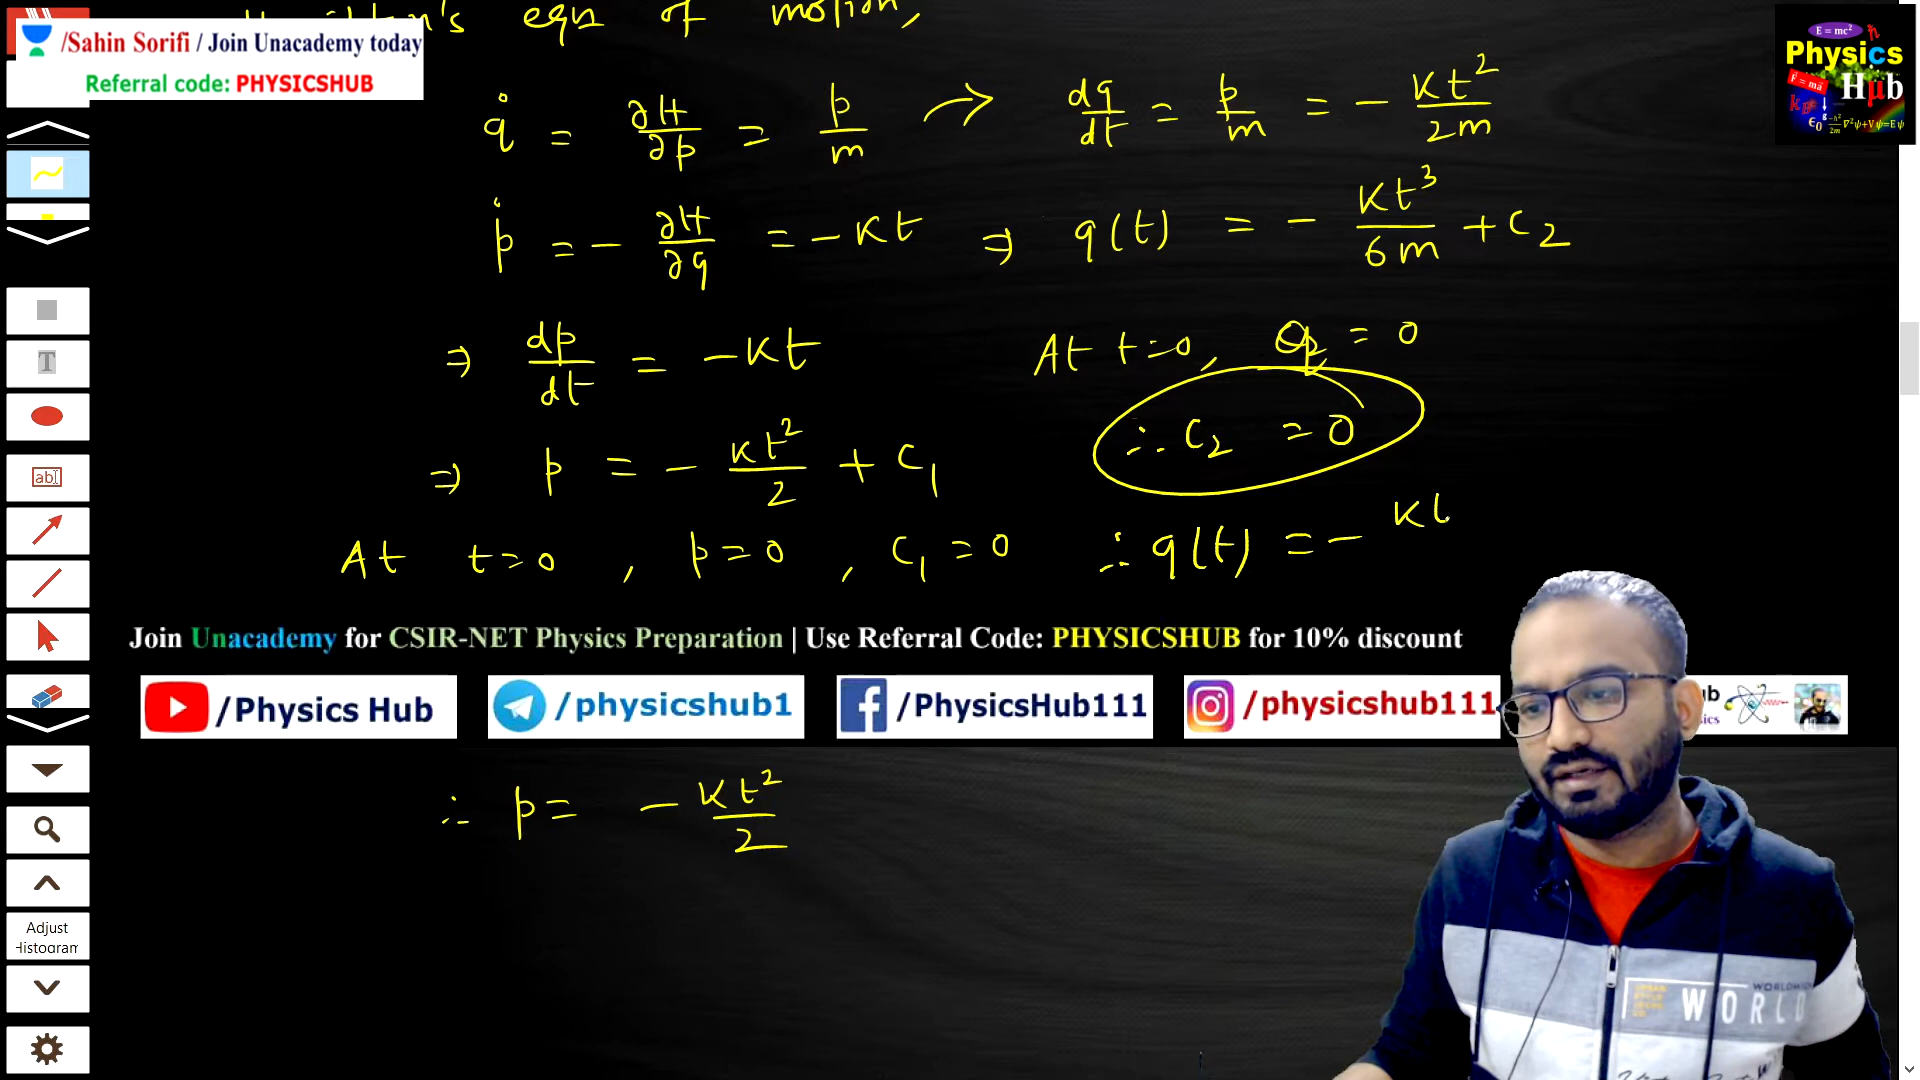 eqn of motion,
/Sahin Sorifi / Join Unacademy today
Referral code: PHYSICSHUB
E = mc²
Physics
Hub
q̇ = ∂H/∂p = p/m → dq/dt = p/m = - Kt²/2m
ṗ = - ∂H/∂q = - Kt ⇒ q(t) = - Kt³/6m + C₂
⇒ dp/dt = - Kt
At t=0, q = 0
∴ C₂ = 0
⇒ p = - Kt²/2 + C₁
At t=0, p=0, C₁ = 0
∴ q(t) = - K
Join Unacademy for CSIR-NET Physics Preparation | Use Referral Code: PHYSICSHUB for 10% discount
/Physics Hub
/physicshub1
/PhysicsHub111
/physicshub111
∴ p = - Kt²/2
T
ab
Adjust
WORLD